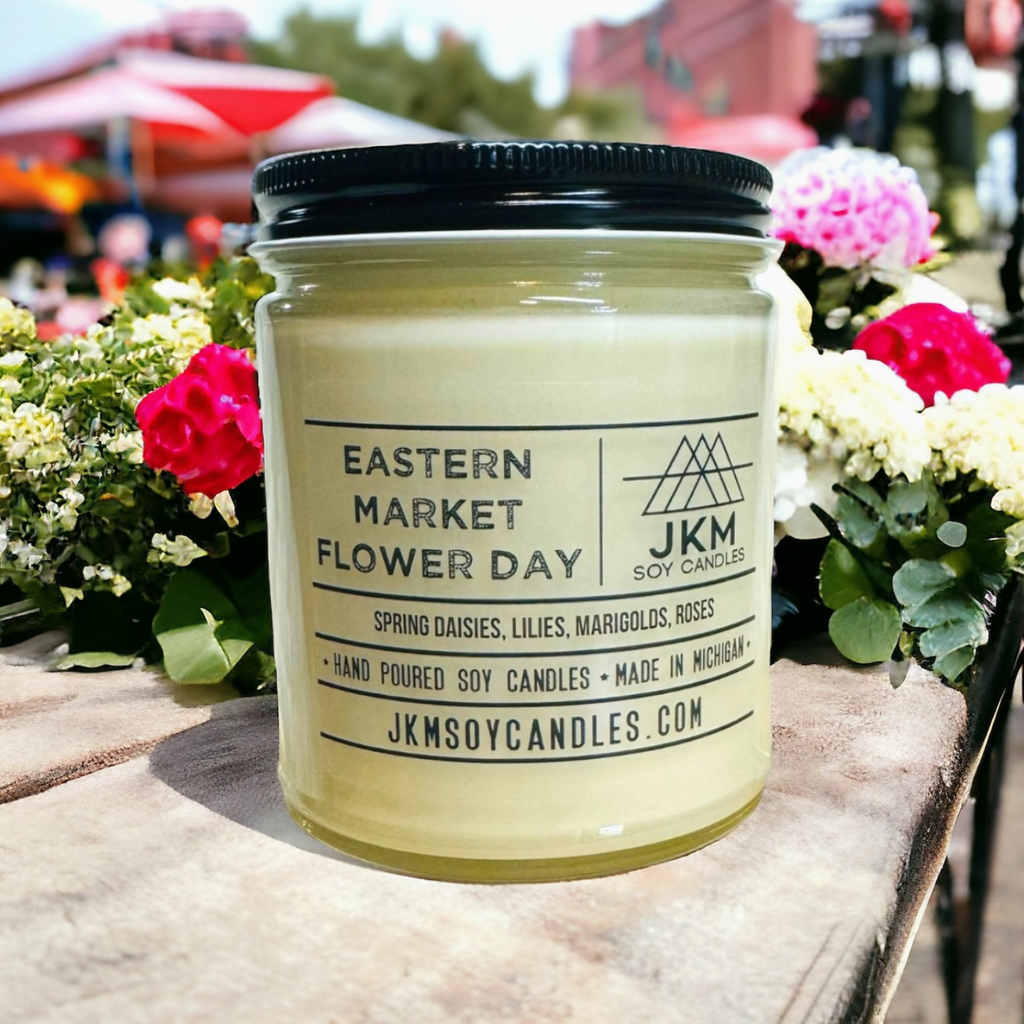 EASTERN
MARKET
FLOWER DAY
JKM
SOY CANDLES
SPRING DAISIES, LILIES, MARIGOLDS, ROSES
• HAND POURED SOY CANDLES ★ MADE IN MICHIGAN •
JKMSOYCANDLES.COM